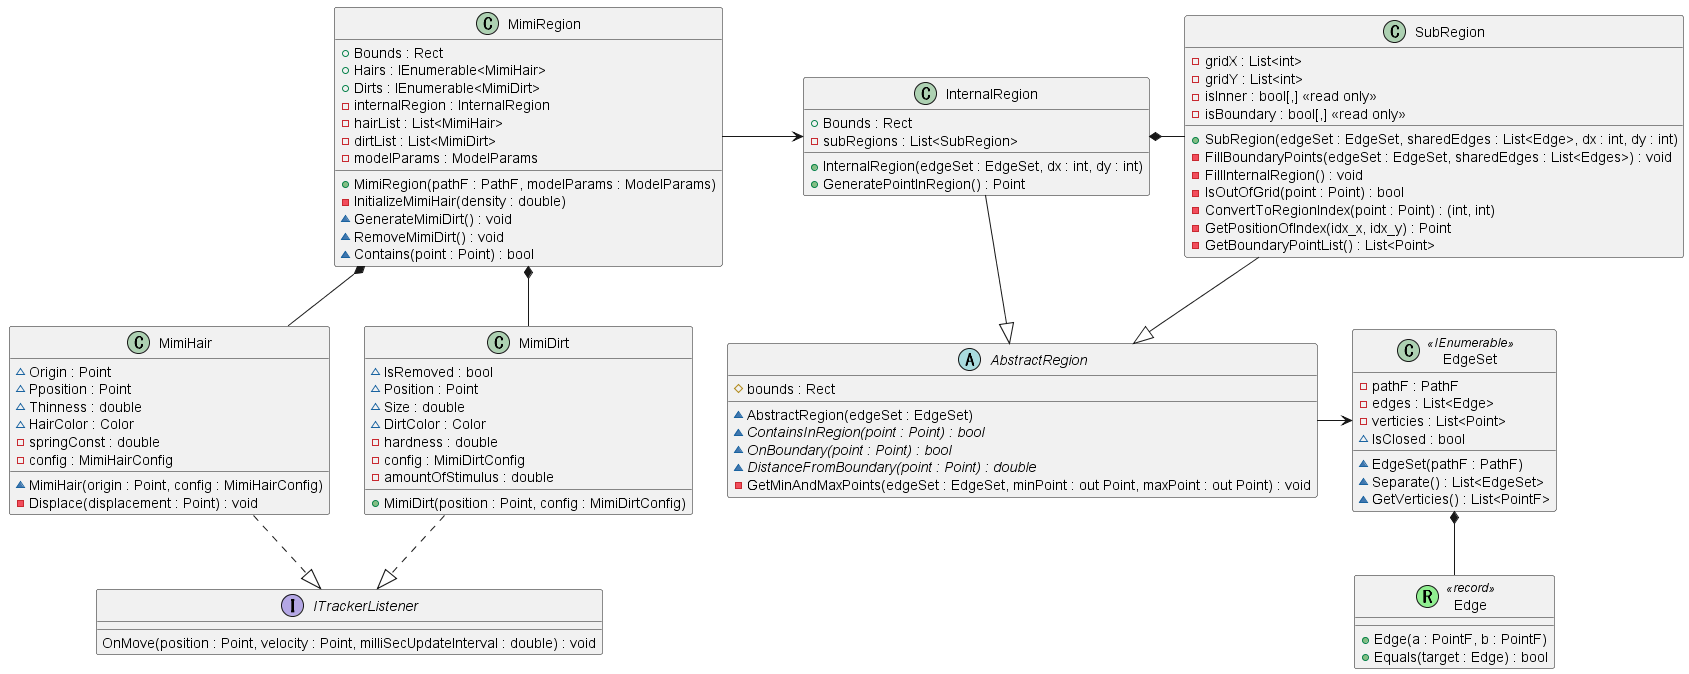 C MimiRegion
Bounds : Rect
Hairs : IEnumerable<MimiHair>
Dirts : IEnumerable<MimiDirt>
internalRegion : InternalRegion
hairList : List<MimiHair>
dirtList : List<MimiDirt>
modelParams : ModelParams
MimiRegion(pathF : PathF, modelParams : ModelParams)
InitializeMimiHair(density : double)
GenerateMimiDirt() : void
RemoveMimiDirt() : void
Contains(point : Point) : bool
C InternalRegion
Bounds : Rect
subRegions : List<SubRegion>
InternalRegion(edgeSet : EdgeSet, dx : int, dy : int)
GeneratePointInRegion() : Point
C SubRegion
gridX : List<int>
gridY : List<int>
isInner : bool[,] «read only»
isBoundary : bool[,] «read only»
SubRegion(edgeSet : EdgeSet, sharedEdges : List<Edge>, dx : int, dy : int)
FillBoundaryPoints(edgeSet : EdgeSet, sharedEdges : List<Edges>) : void
FillInternalRegion() : void
IsOutOfGrid(point : Point) : bool
ConvertToRegionIndex(point : Point) : (int, int)
GetPositionOfIndex(idx_x, idx_y) : Point
GetBoundaryPointList() : List<Point>
C MimiHair
Origin : Point
Pposition : Point
Thinness : double
HairColor : Color
springConst : double
config : MimiHairConfig
MimiHair(origin : Point, config : MimiHairConfig)
Displace(displacement : Point) : void
C MimiDirt
IsRemoved : bool
Position : Point
Size : double
DirtColor : Color
hardness : double
config : MimiDirtConfig
amountOfStimulus : double
MimiDirt(position : Point, config : MimiDirtConfig)
A AbstractRegion
bounds : Rect
AbstractRegion(edgeSet : EdgeSet)
ContainsInRegion(point : Point) : bool
OnBoundary(point : Point) : bool
DistanceFromBoundary(point : Point) : double
GetMinAndMaxPoints(edgeSet : EdgeSet, minPoint : out Point, maxPoint : out Point) : void
«IEnumerable»
C EdgeSet
pathF : PathF
edges : List<Edge>
verticies : List<Point>
IsClosed : bool
EdgeSet(pathF : PathF)
Separate() : List<EdgeSet>
GetVerticies() : List<PointF>
I ITrackerListener
OnMove(position : Point, velocity : Point, milliSecUpdateInterval : double) : void
«record»
R Edge
Edge(a : PointF, b : PointF)
Equals(target : Edge) : bool